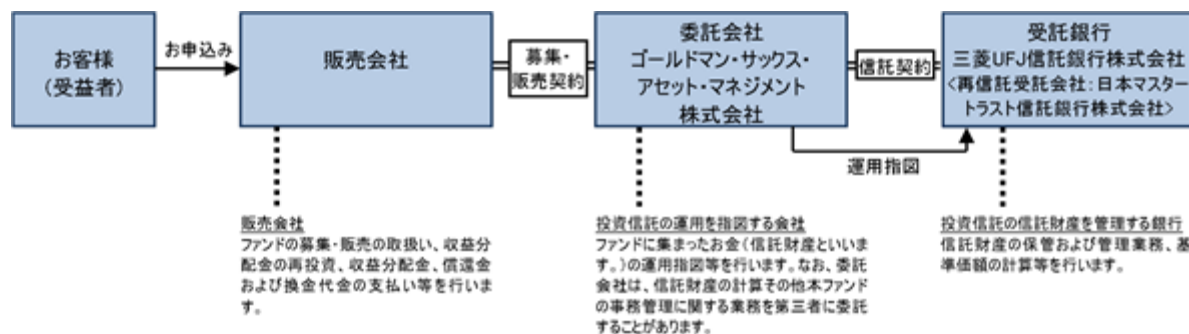 お客様
（受益者）
お申込み
販売会社
募集・
販売契約
委託会社
ゴールドマン・サックス・
アセット・マネジメント
株式会社
信託契約
受託銀行
三菱UFJ信託銀行株式会社
<再信託受託会社：日本マスター
トラスト信託銀行株式会社>
運用指図
販売会社
ファンドの募集・販売の取扱い、収益分
配金の再投資、収益分配金、償還金
および換金代金の支払い等を行いま
す。
投資信託の運用を指図する会社
ファンドに集まったお金（信託財産といいま
す。）の運用指図等を行います。なお、委託
会社は、信託財産の計算その他本ファンド
の事務管理に関する業務を第三者に委託
することがあります。
投資信託の信託財産を管理する銀行
信託財産の保管および管理業務、基
準価額の計算等を行います。